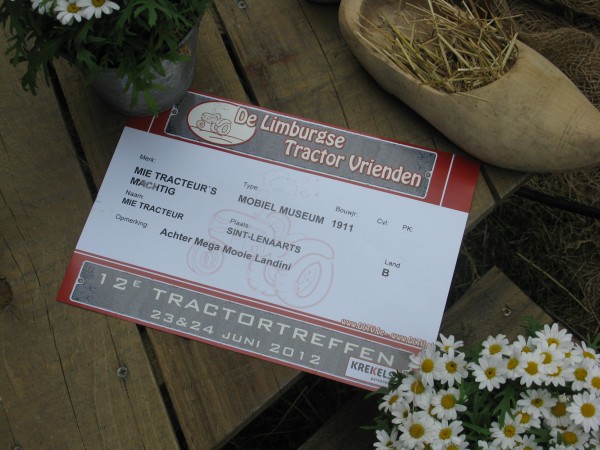 De Limburgse
Tractor Vrienden
Merk: Type: Bouwjr: Cyl: PK:
MIE TRACTEUR'S MACHTIG MOBIEL MUSEUM 1911
Naam: Plaats: Land
MIE TRACTEUR SINT-LENAARTS B
Opmerking: Achter Mega Mooie Landini
12E TRACTORTREFFEN
23&24 JUNI 2012
KREKELS